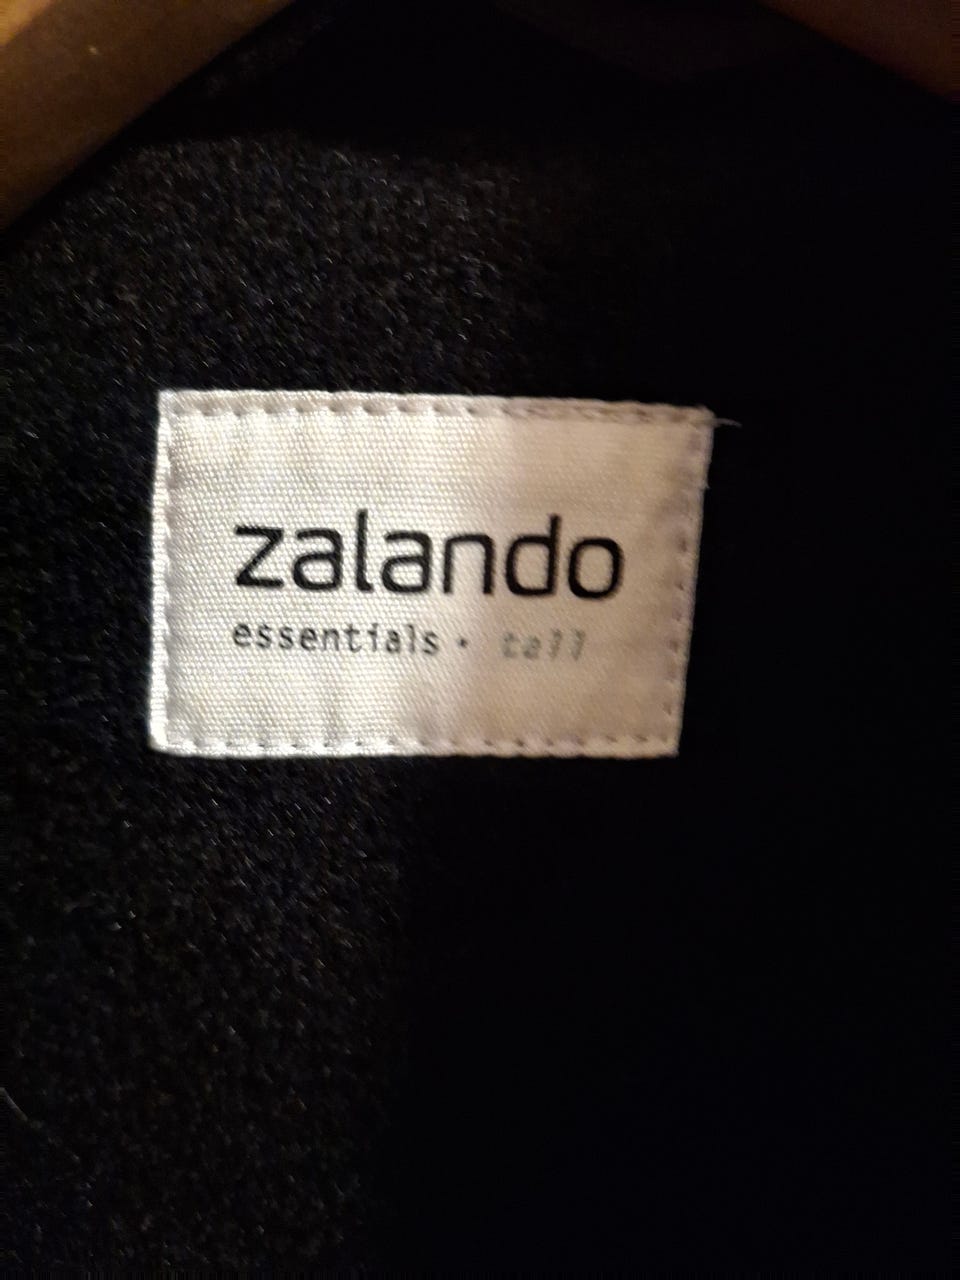 zalando
essentials · tall